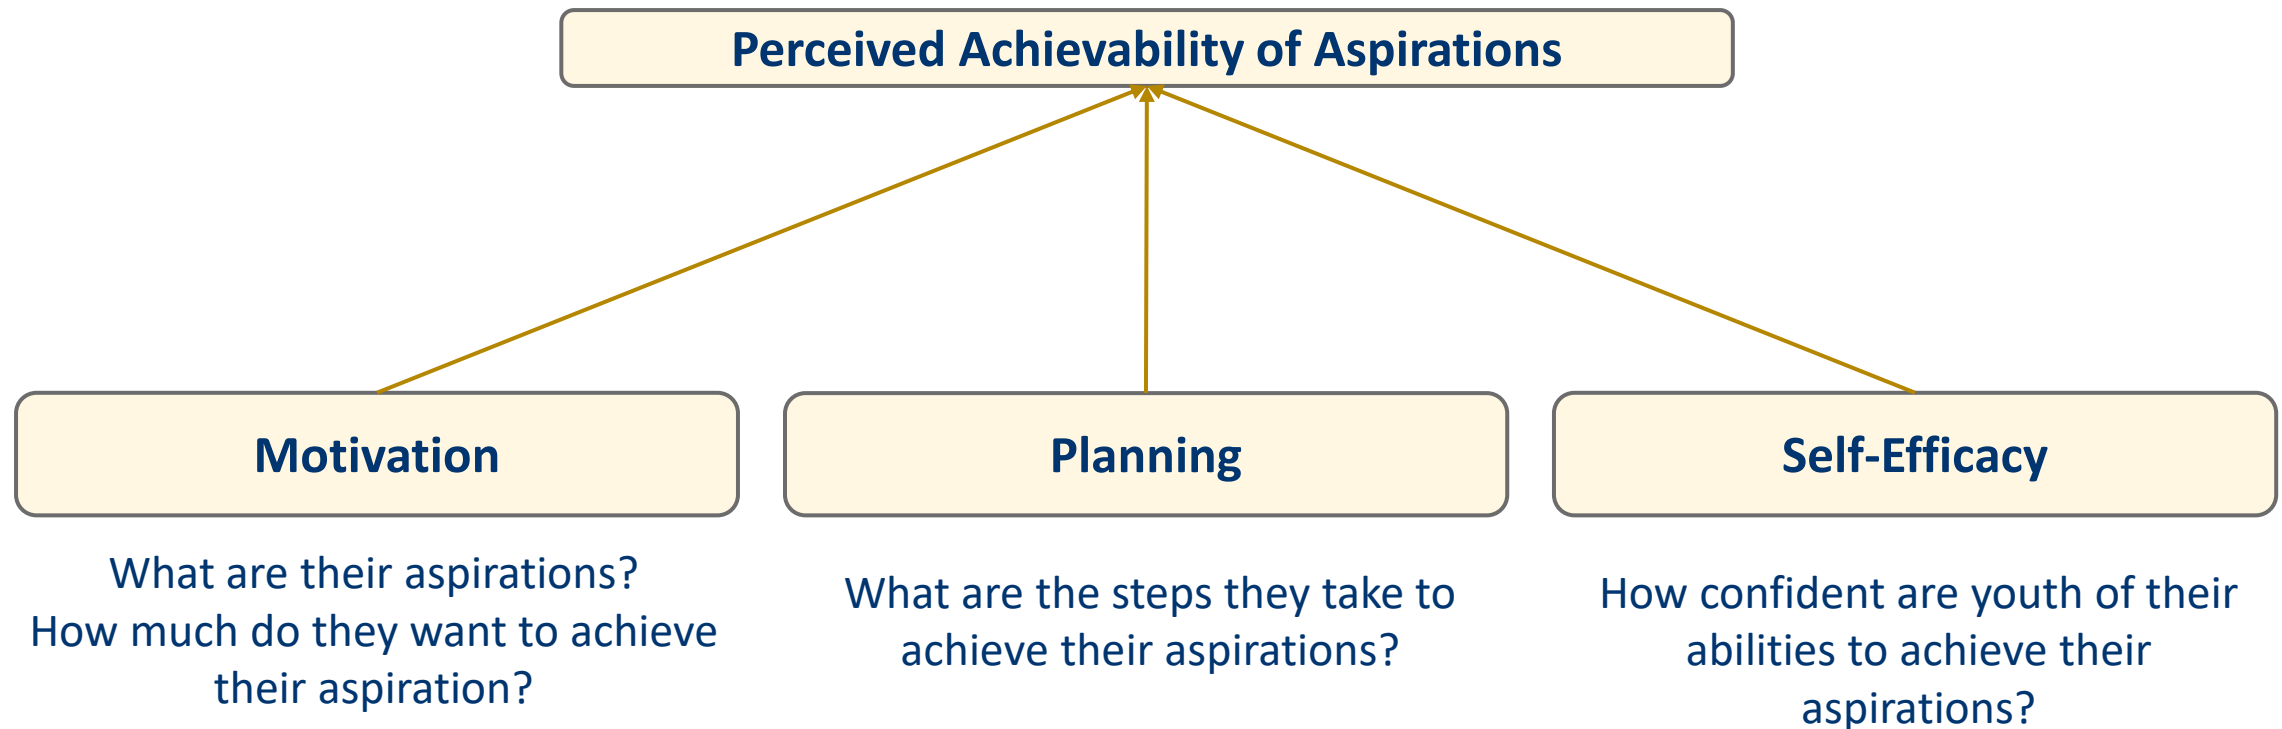 Perceived Achievability of Aspirations
Motivation
What are their aspirations?
How much do they want to achieve
their aspiration?
Planning
What are the steps they take to
achieve their aspirations?
Self-Efficacy
How confident are youth of their
abilities to achieve their
aspirations?